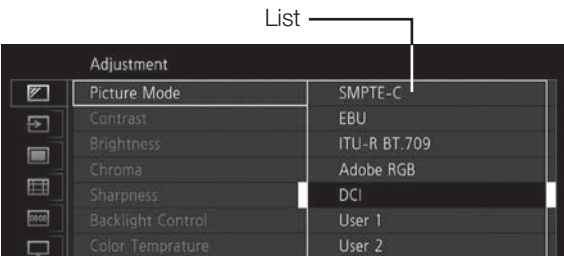 List
Adjustment
Picture Mode SMPTE-C
Contrast EBU
Brightness ITU-R BT.709
Chroma Adobe RGB
Sharpness DCI
Backlight Control User 1
Color Temprature User 2